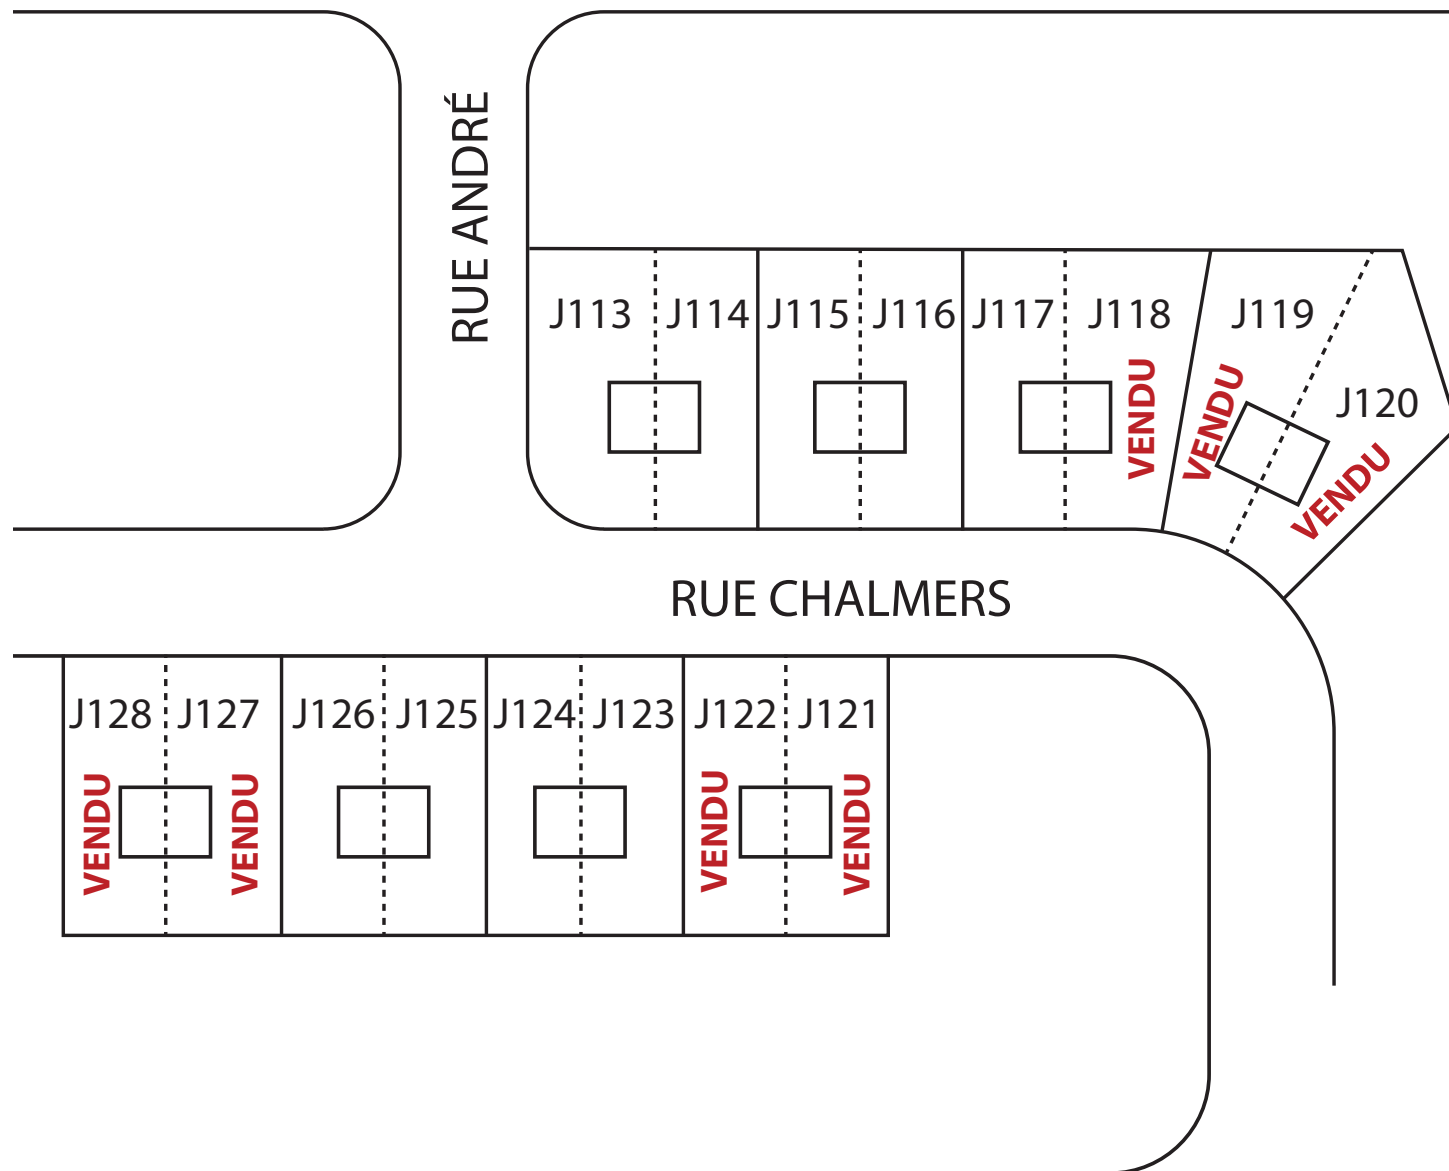 RUE ANDRÉ
J113 J114 J115 J116 J117 J118 J119
J120
VENDU VENDU VENDU
RUE CHALMERS
J128 J127 J126 J125 J124 J123 J122 J121
VENDU VENDU VENDU VENDU